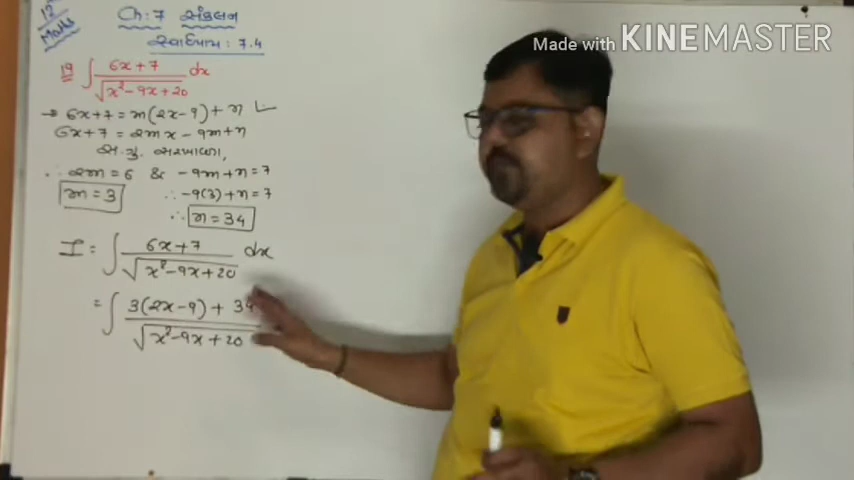 Made with KINEMASTER
12
Maths
Ch: 7 સંકલન
સ્વાધ્યાય : 7.4
19 ∫ 6x+7 / √x²-9x+20 dx
→ 6x+7 = m(2x-9) + n
6x+7 = 2mx - 9m+n
સ.ગુ. સરખાવતા,
∴ 2m = 6 & -9m+n = 7
m = 3 ∴ -9(3)+n = 7
∴ n = 34
I = ∫ 6x+7 / √x²-9x+20 dx
= ∫ 3(2x-9) + 34 / √x²-9x+20